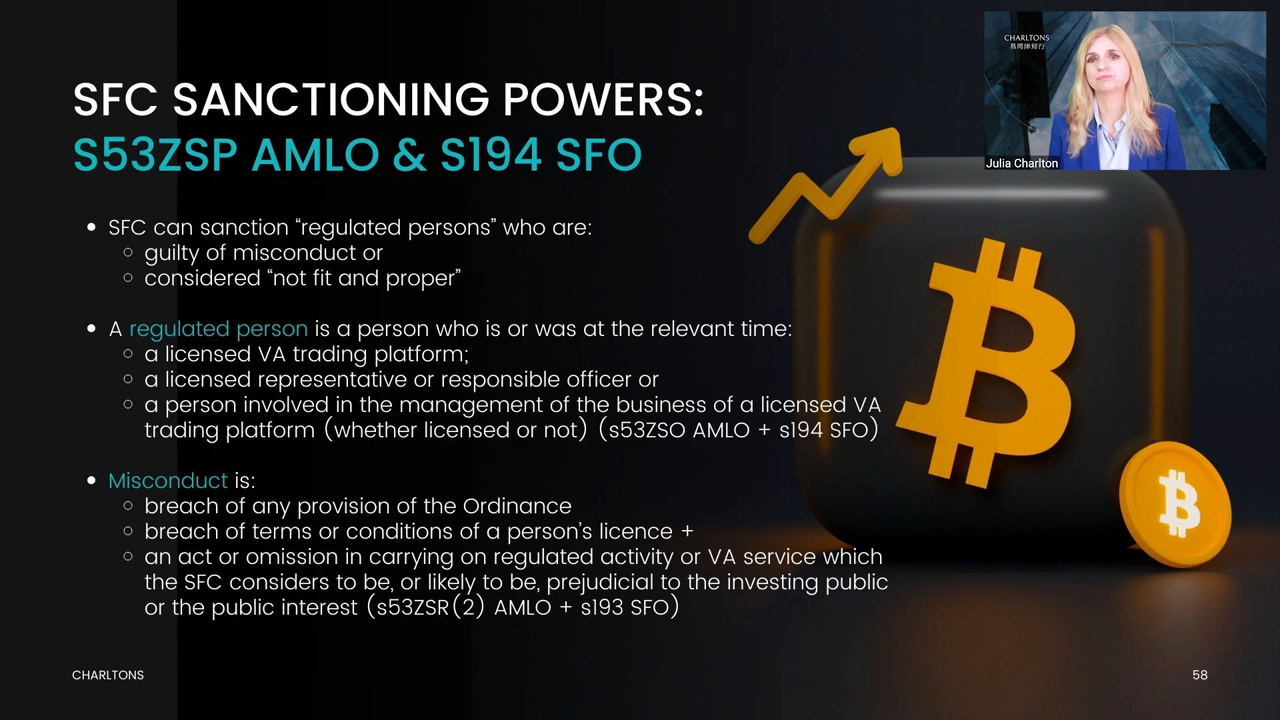 CHARLTONS
易周律师行
Julia Charlton
SFC SANCTIONING POWERS:
S53ZSP AMLO & S194 SFO
• SFC can sanction “regulated persons” who are:
○ guilty of misconduct or
○ considered “not fit and proper”
• A regulated person is a person who is or was at the relevant time:
○ a licensed VA trading platform;
○ a licensed representative or responsible officer or
○ a person involved in the management of the business of a licensed VA
trading platform (whether licensed or not) (s53ZSO AMLO + s194 SFO)
• Misconduct is:
○ breach of any provision of the Ordinance
○ breach of terms or conditions of a person’s licence +
○ an act or omission in carrying on regulated activity or VA service which
the SFC considers to be, or likely to be, prejudicial to the investing public
or the public interest (s53ZSR(2) AMLO + s193 SFO)
CHARLTONS
58